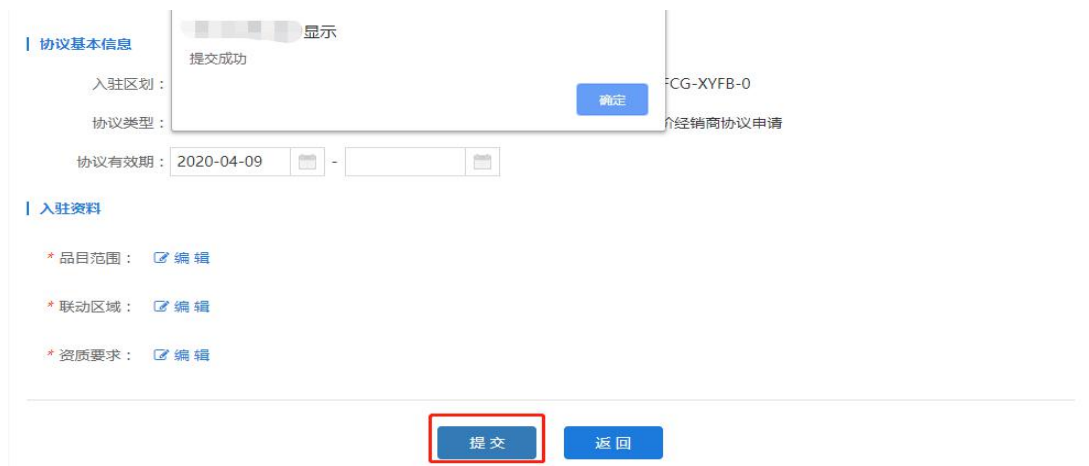 显示
提交成功
确定
协议基本信息
入驻区划：
FCG-XYFB-0
协议类型：
价经销商协议申请
协议有效期： 2020-04-09 -
入驻资料
* 品目范围： 编 辑
* 联动区域： 编 辑
* 资质要求： 编 辑
提 交 返 回